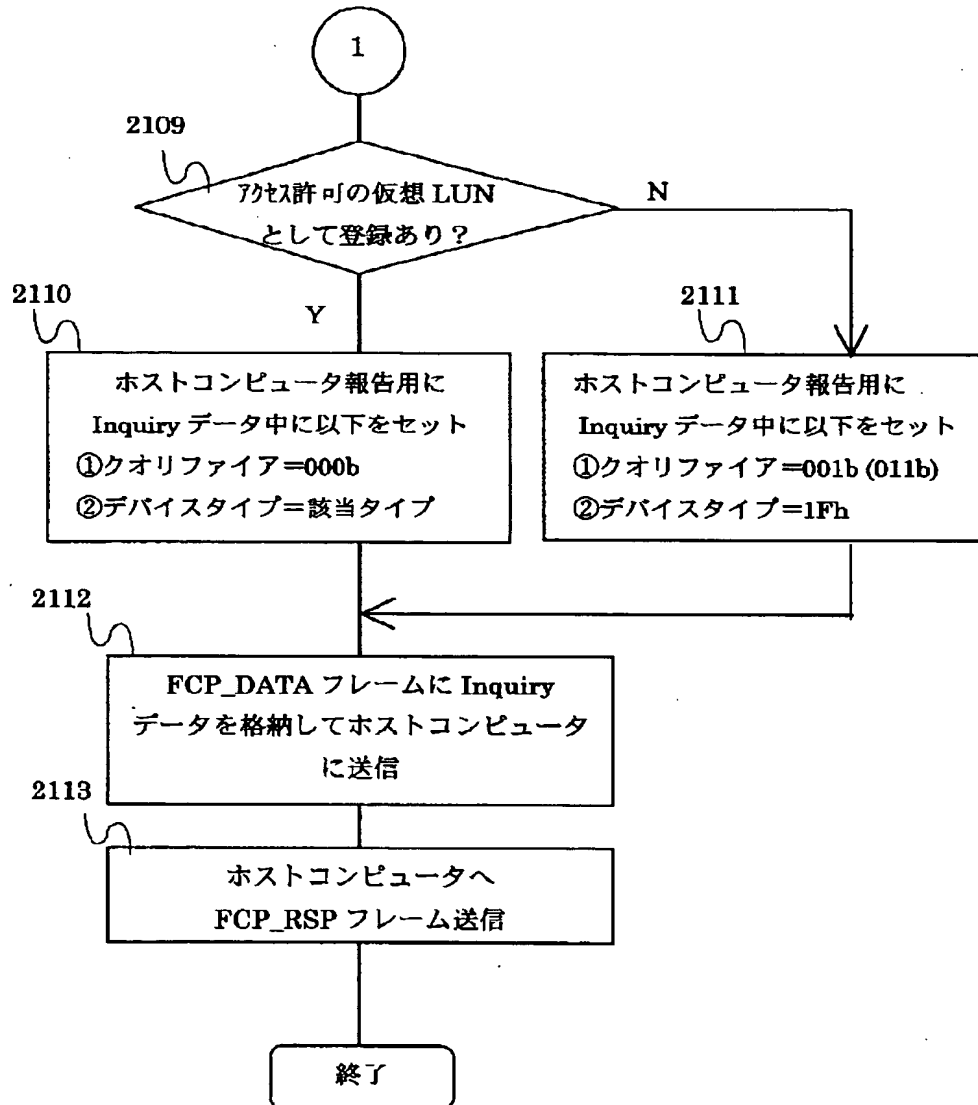 1
2109
アクセス許可の仮想 LUN
として登録あり？
N
Y
2110
ホストコンピュータ報告用に
Inquiry データ中に以下をセット
①クオリファイア＝000b
②デバイスタイプ＝該当タイプ
2111
ホストコンピュータ報告用に
Inquiry データ中に以下をセット
①クオリファイア＝001b (011b)
②デバイスタイプ＝1Fh
2112
FCP_DATA フレームに Inquiry
データを格納してホストコンピュータ
に送信
2113
ホストコンピュータへ
FCP_RSP フレーム送信
終了